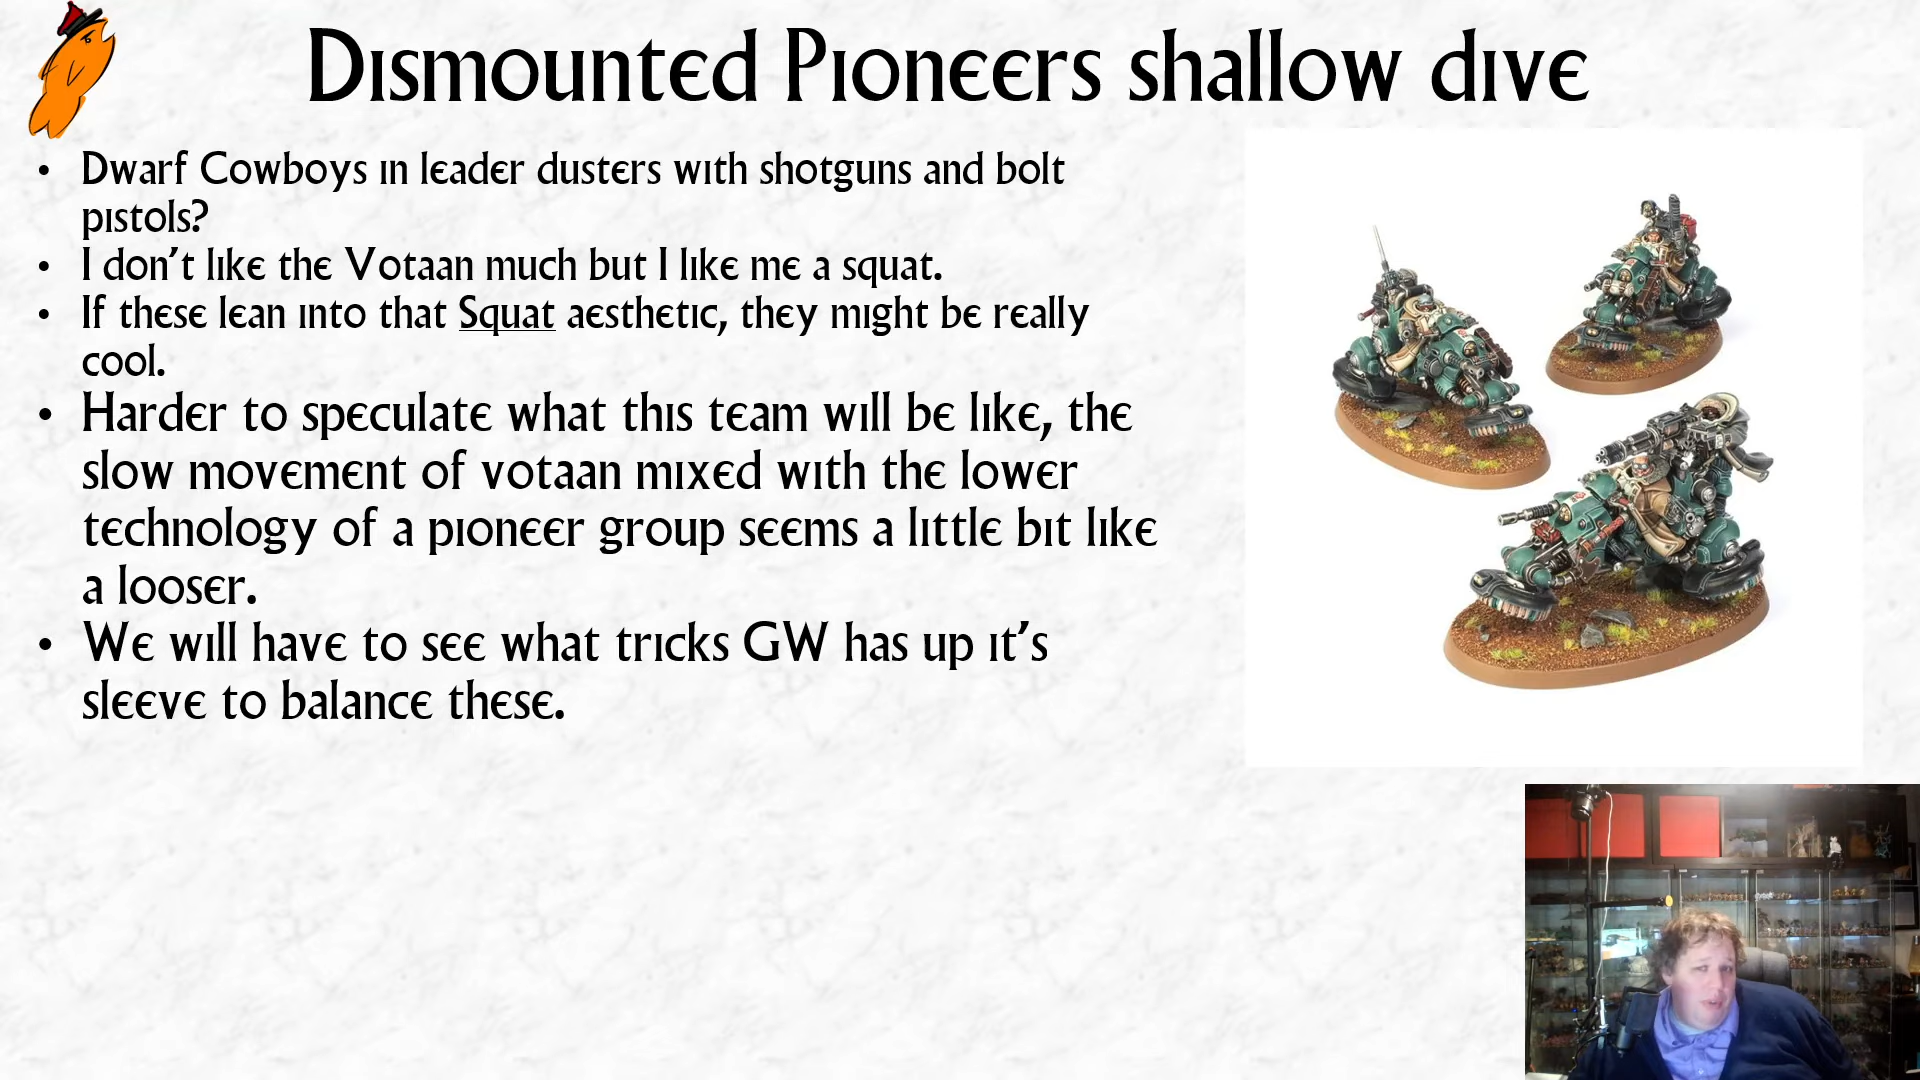 Dismounted Pioneers shallow dive
• Dwarf Cowboys in leader dusters with shotguns and bolt
pistols?
• I don't like the Votaan much but I like me a squat.
• If these lean into that Squat aesthetic, they might be really
cool.
• Harder to speculate what this team will be like, the
slow movement of votaan mixed with the lower
technology of a pioneer group seems a little bit like
a looser.
• We will have to see what tricks GW has up it's
sleeve to balance these.